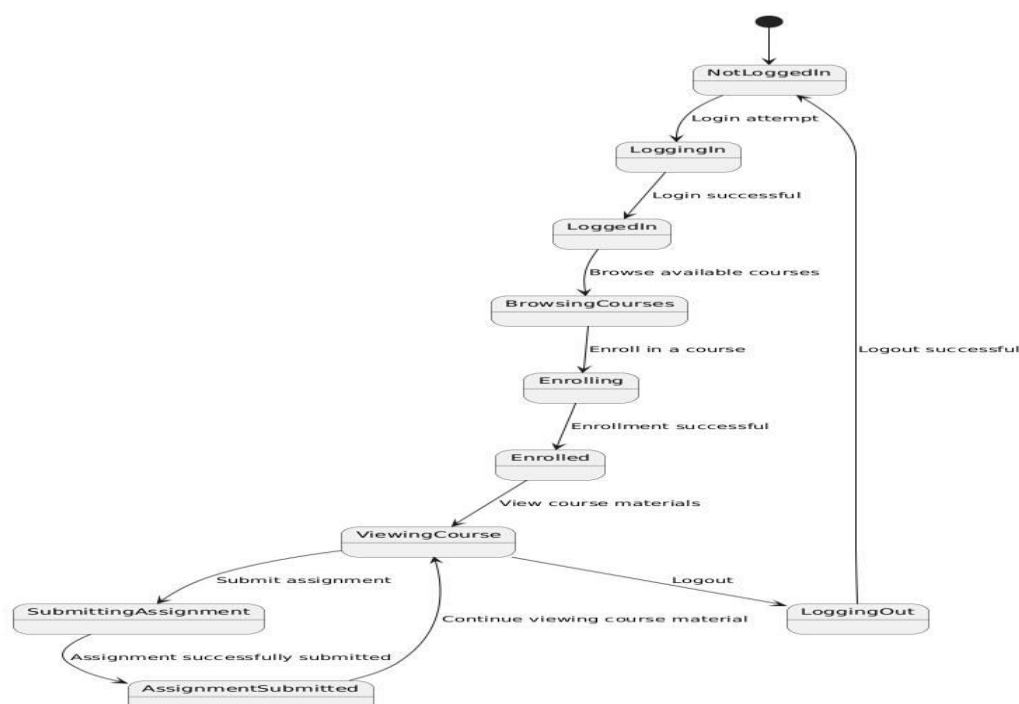 NotLoggedIn
Login attempt
LoggingIn
Login successful
LoggedIn
Browse available courses
BrowsingCourses
Enroll in a course
Logout successful
Enrolling
Enrollment successful
Enrolled
View course materials
ViewingCourse
Submit assignment
Logout
SubmittingAssignment
Continue viewing course material
LoggingOut
Assignment successfully submitted
AssignmentSubmitted